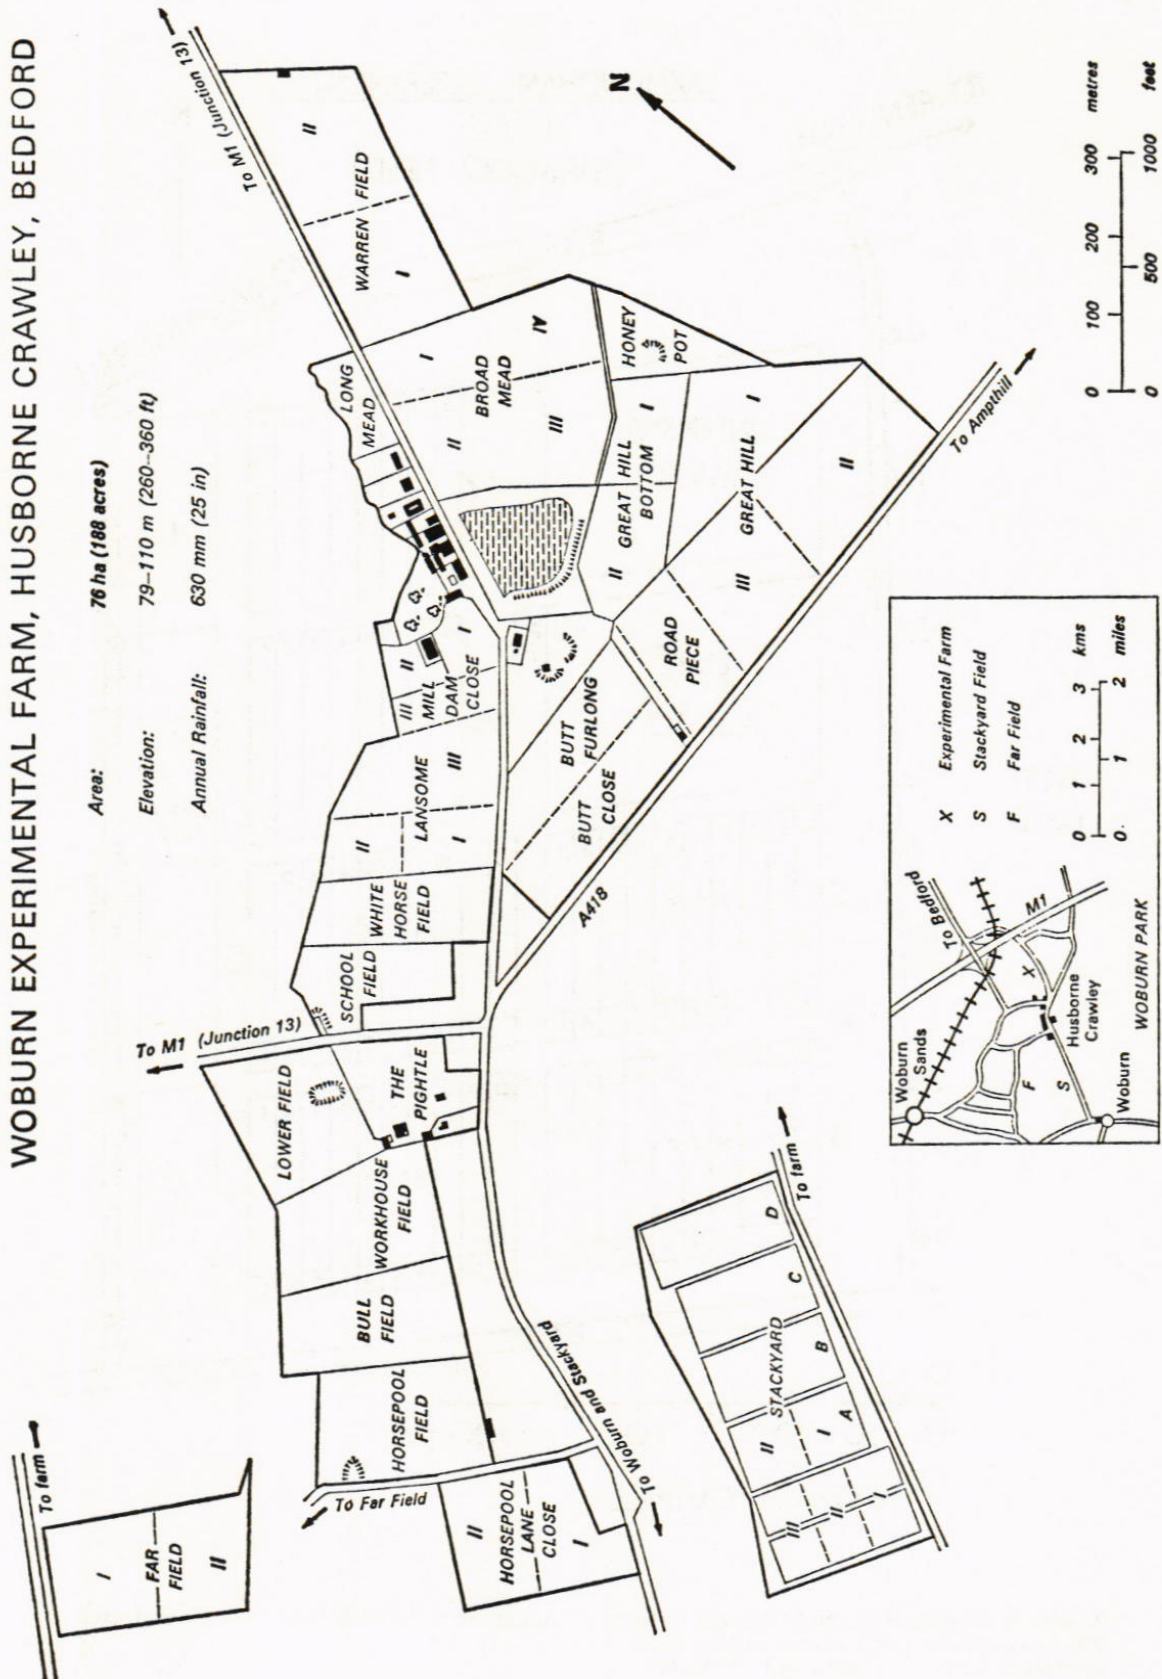 WOBURN EXPERIMENTAL FARM, HUSBORNE CRAWLEY, BEDFORD
Area: 76 ha (188 acres)
Elevation: 79–110 m (260–360 ft)
Annual Rainfall: 630 mm (25 in)
To farm
I
FAR
FIELD
II
To Far Field
HORSEPOOL
FIELD
II
HORSEPOOL
LANE
CLOSE
I
To Woburn and Stackyard
BULL
FIELD
WORKHOUSE
FIELD
LOWER FIELD
THE
PIGHTLE
To M1 (Junction 13)
SCHOOL
FIELD
WHITE
HORSE
FIELD
II
LANSOME
I
III
III
II
MILL
DAM
CLOSE
I
LONG
MEAD
To M1 (Junction 13)
WARREN FIELD
I
II
BROAD
MEAD
I
II
III
AI
HONEY
POT
GREAT HILL
BOTTOM
I
II
GREAT HILL
I
II
III
ROAD
PIECE
BUTT
FURLONG
BUTT
CLOSE
A418
To Ampthill
N
STACKYARD
III
II
I
II
I
A
B
C
D
To farm
Woburn
Sands
To Bedford
M1
X
F
S
Husborne
Crawley
Woburn
WOBURN PARK
X Experimental Farm
S Stackyard Field
F Far Field
0 1 2 3 kms
0 1 2 miles
0 100 200 300 metres
0 500 1000 feet